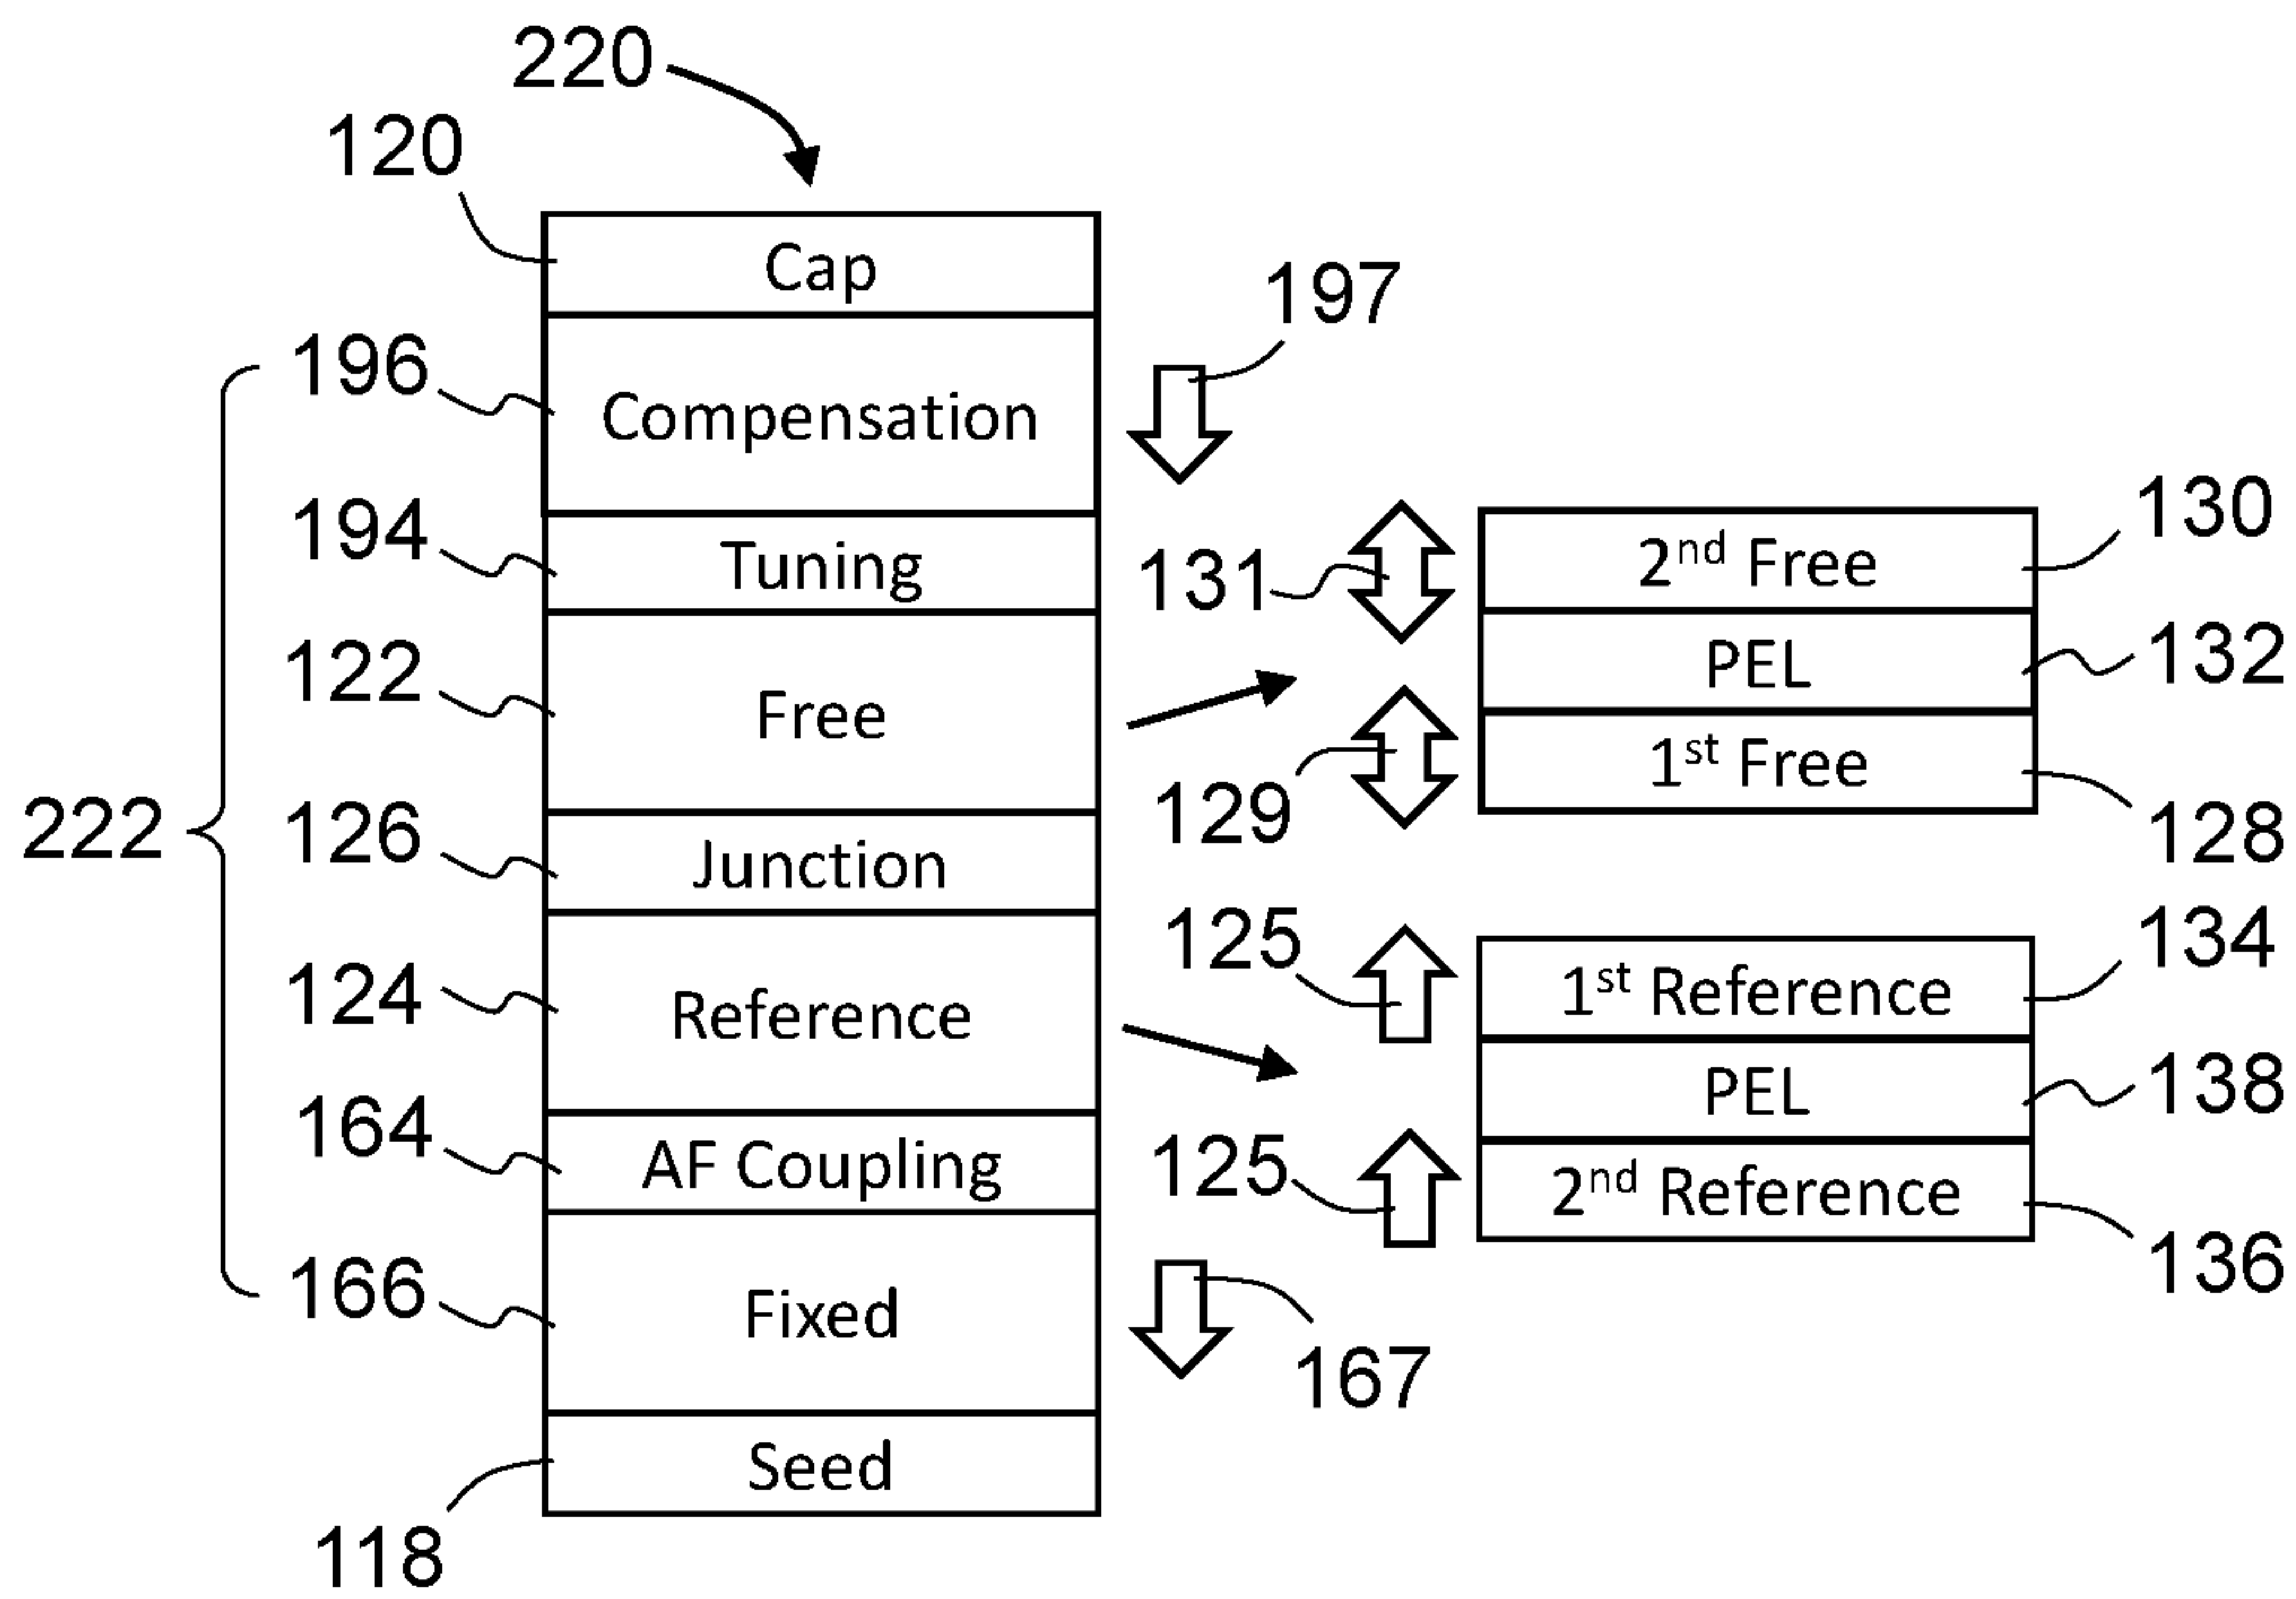 220
120
Cap
197
196
Compensation
194
Tuning
131
2nd Free
130
122
Free
PEL
132
129
1st Free
128
222
126
Junction
125
1st Reference
134
124
Reference
PEL
138
164
AF Coupling
125
2nd Reference
136
166
Fixed
167
Seed
118